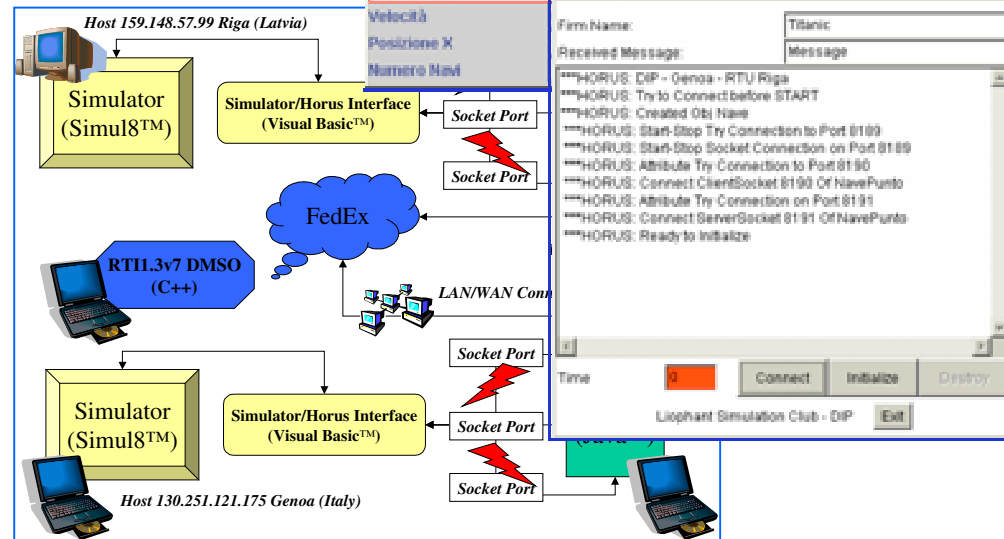 Host 159.148.57.99 Riga (Latvia)
Simulator
(Simul8™)
Simulator/Horus Interface
(Visual Basic™)
Socket Port
Socket Port
Velocità
Posizione X
Numero Navi
Firm Name:
Titanic
Received Message:
Message
***HORUS: DIP - Genoa - RTU Riga
***HORUS: Try to Connect before START
***HORUS: Created Obj Nave
***HORUS: Start-Stop Try Connection to Port 8189
***HORUS: Start-Stop Socket Connection on Port 8189
***HORUS: Attribute Try Connection to Port 8190
***HORUS: Connect ClientSocket 8190 Of NavePunto
***HORUS: Attribute Try Connection on Port 8191
***HORUS: Connect ServerSocket 8191 Of NavePunto
***HORUS: Ready to Initialize
Time
0
Connect
Initialize
Destroy
Liophant Simulation Club - DIP
Exit
FedEx
RTI1.3v7 DMSO
(C++)
LAN/WAN
Socket Port
Simulator
(Simul8™)
Simulator/Horus Interface
(Visual Basic™)
Socket Port
Socket Port
Host 130.251.121.175 Genoa (Italy)